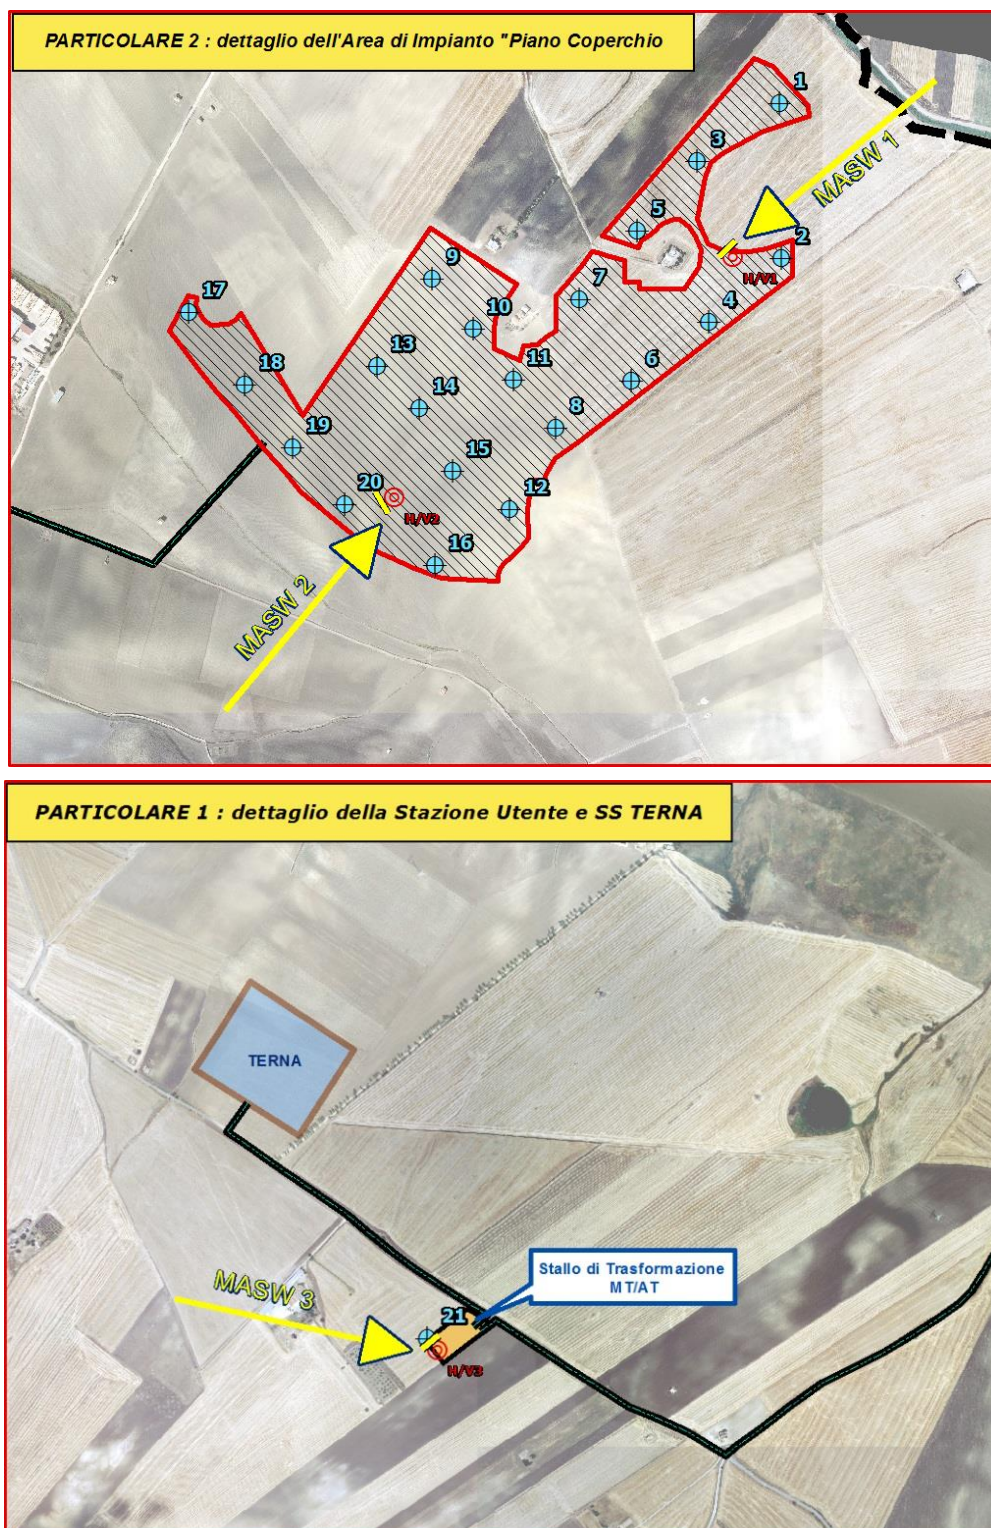 PARTICOLARE 2 : dettaglio dell'Area di Impianto "Piano Coperchio
1
3
MASW 1
5
2
H/V1
9
7
17
10
4
13
11
6
18
14
8
19
15
20
12
H/V2
16
MASW 2
PARTICOLARE 1 : dettaglio della Stazione Utente e SS TERNA
TERNA
Stallo di Trasformazione
MT/AT
MASW 3
21
H/V3